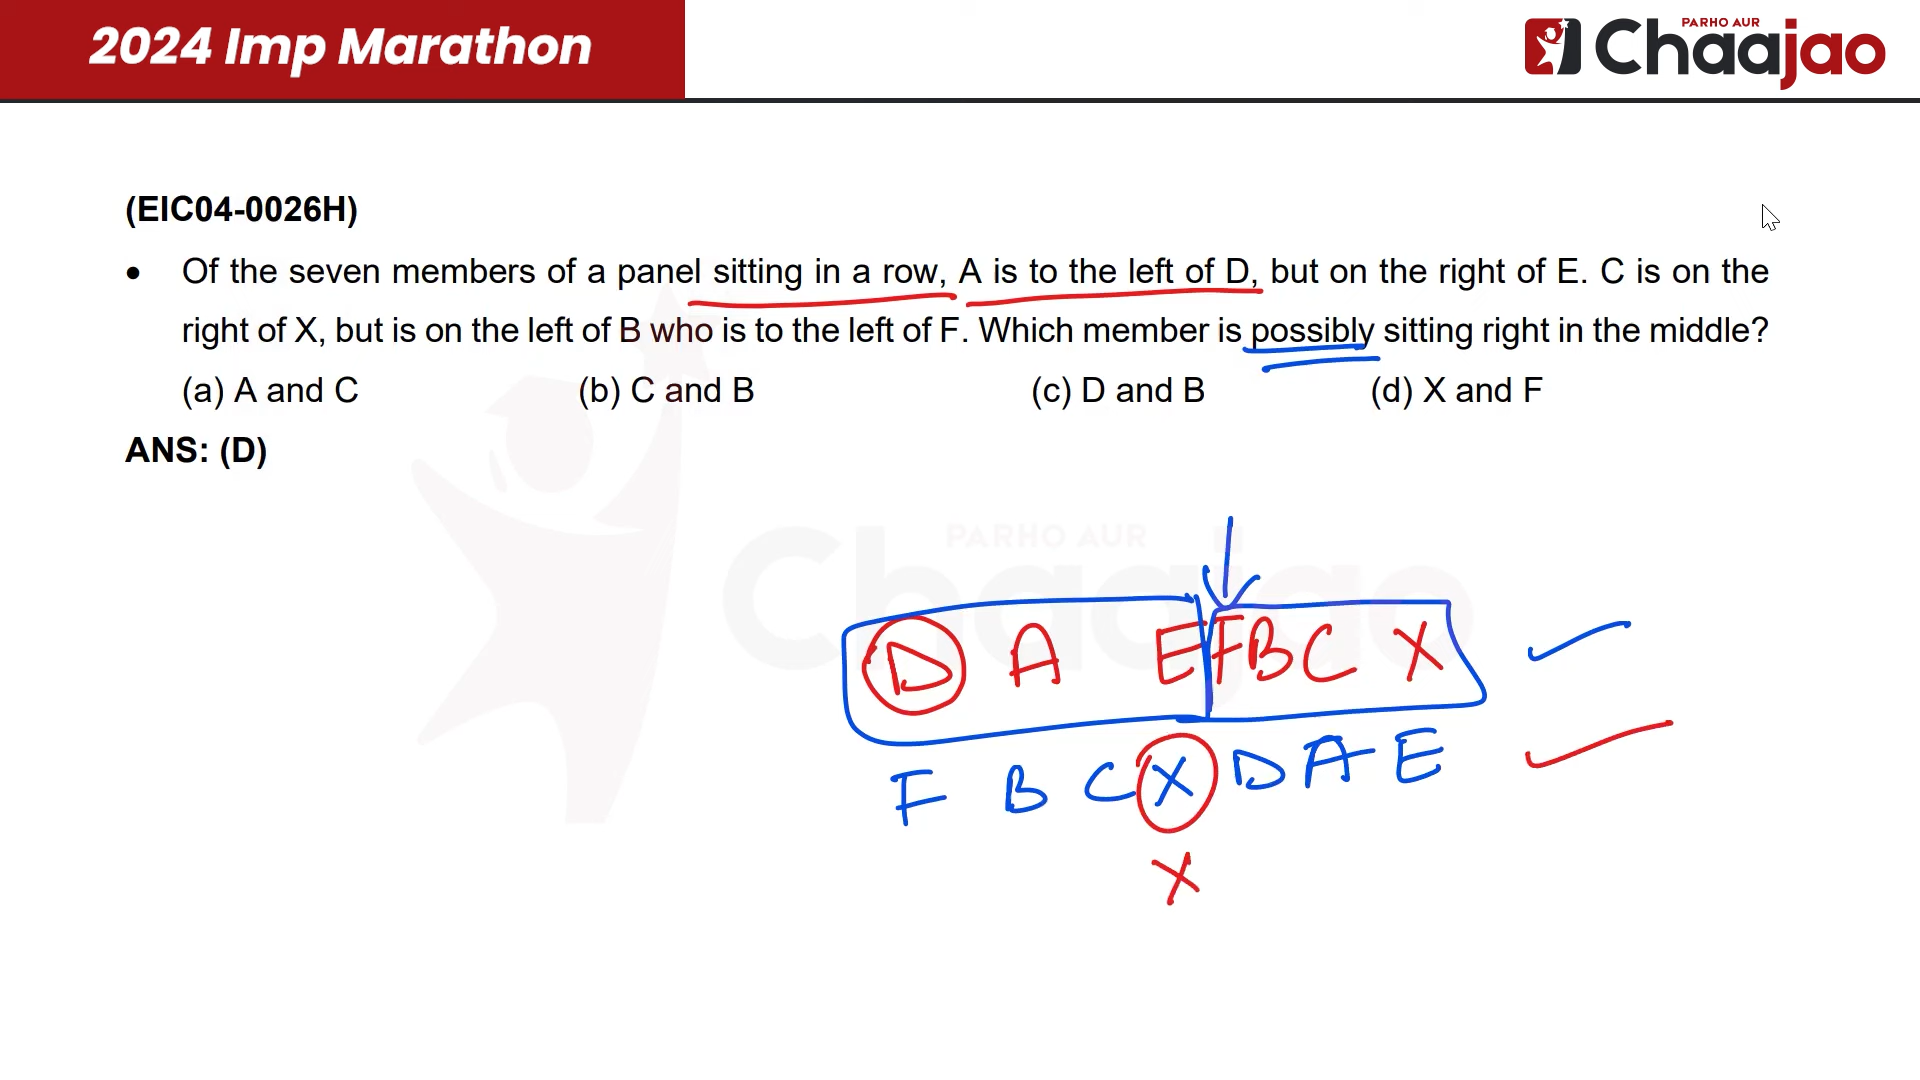 2024 Imp Marathon
PARHO AUR
Chaajao
(EIC04-0026H)
• Of the seven members of a panel sitting in a row, A is to the left of D, but on the right of E. C is on the
right of X, but is on the left of B who is to the left of F. Which member is possibly sitting right in the middle?
(a) A and C (b) C and B (c) D and B (d) X and F
ANS: (D)
PARHO AUR
Chaajao
D A E F B C X
F B C X D A E
X